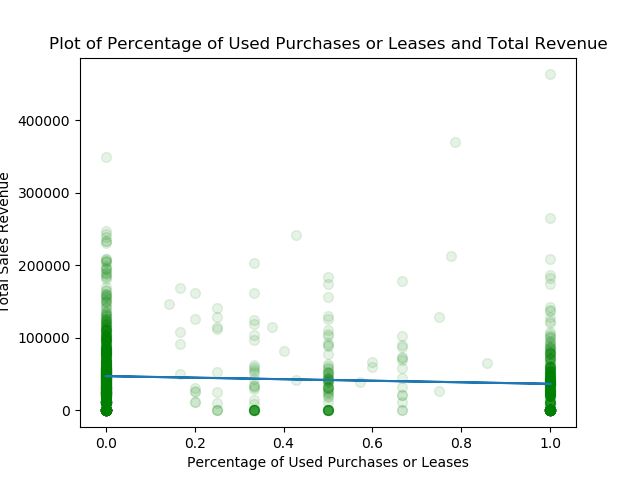 Plot of Percentage of Used Purchases or Leases and Total Revenue
Total Sales Revenue
400000
300000
200000
100000
0
0.0 0.2 0.4 0.6 0.8 1.0
Percentage of Used Purchases or Leases